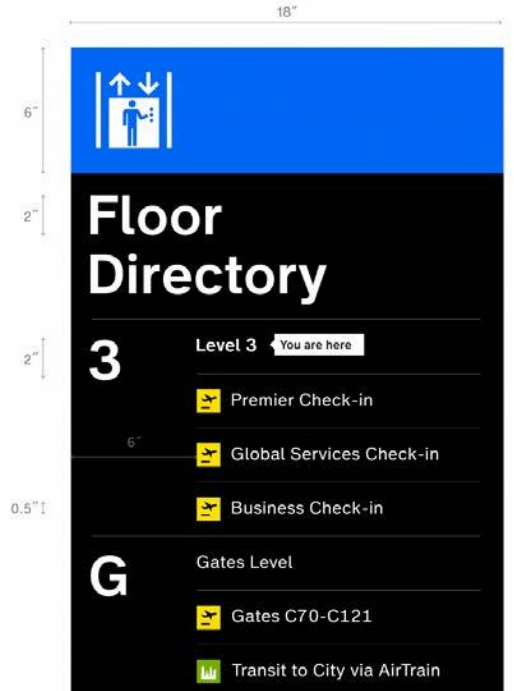 18"
6"
2"
Floor
Directory
2"
3
Level 3
You are here
Premier Check-in
6"
Global Services Check-in
0.5"
Business Check-in
G
Gates Level
Gates C70-C121
Transit to City via AirTrain